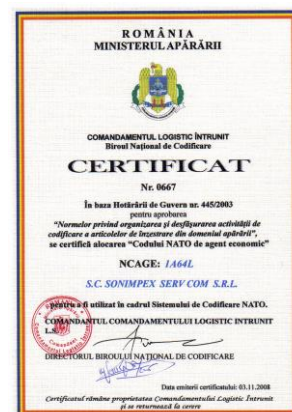 ROMÂNIA
MINISTERUL APĂRĂRII
COMANDAMENTUL LOGISTIC ÎNTRUNIT
Biroul Național de Codificare
CERTIFICAT
Nr. 0667
În baza Hotărârii de Guvern nr. 445/2003
pentru aprobarea
"Normelor privind organizarea și desfășurarea activității de
codificare a articolelor de înzestrare din domeniul apărării",
se certifică alocarea "Codului NATO de agent economic"
NCAGE: 1A64L
S.C. SONIMPEX SERV COM S.R.L.
pentru a fi utilizat în cadrul Sistemului de Codificare NATO.
COMANDANTUL COMANDAMENTULUI LOGISTIC INTRUNIT
DIRECTORUL BIROULUI NAȚIONAL DE CODIFICARE
Data emiterii certificatului: 03.11.2008
Certificatul rămâne proprietatea Comandamentului Logistic Întrunit
și se returnează la cerere